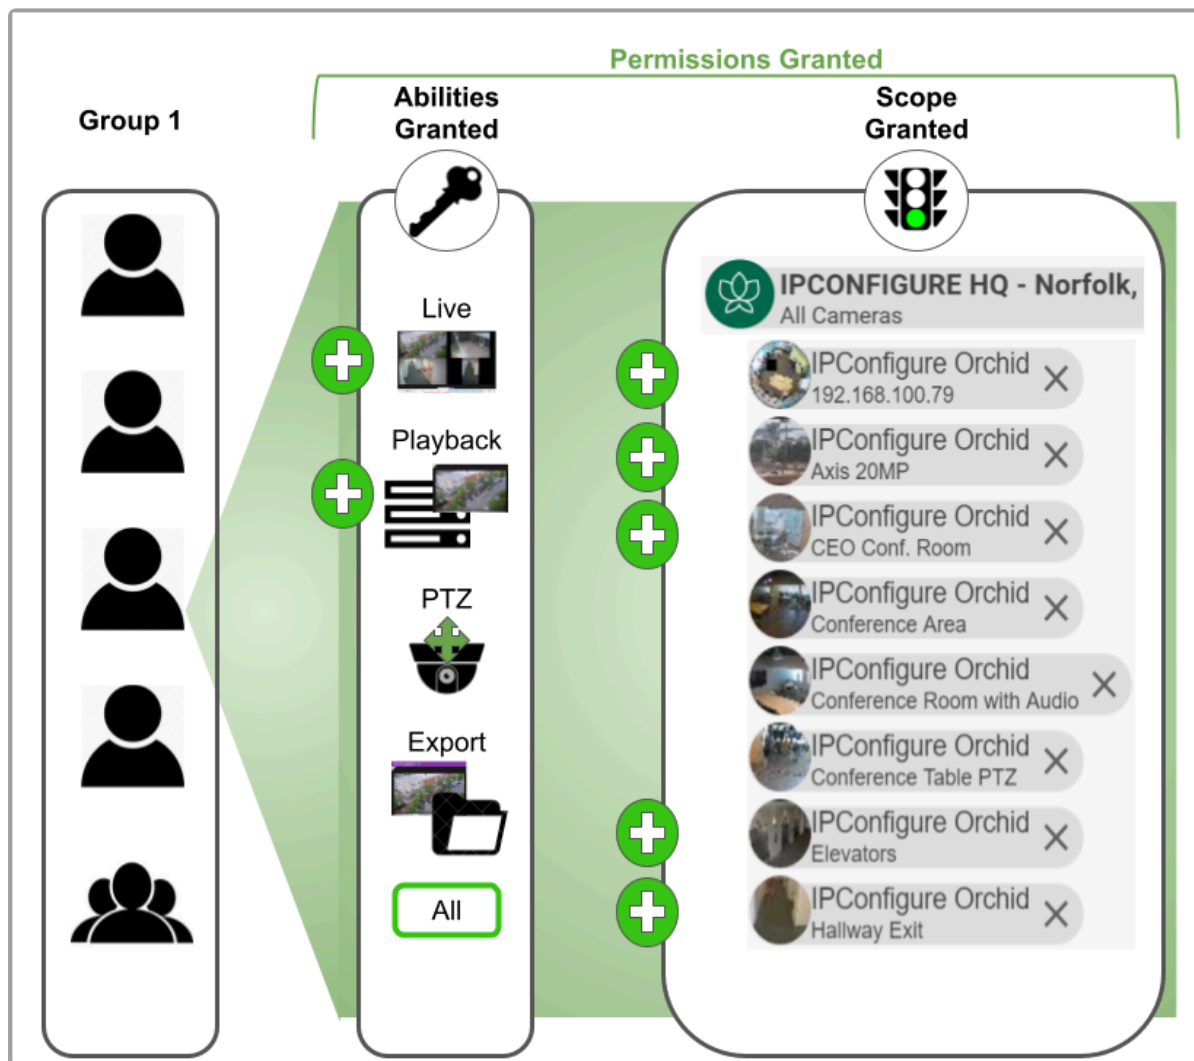 Permissions Granted
Group 1
Abilities
Granted
Scope
Granted
Live
Playback
PTZ
Export
All
IPCONFIGURE HQ - Norfolk,
All Cameras
IPConfigure Orchid
192.168.100.79
IPConfigure Orchid
Axis 20MP
IPConfigure Orchid
CEO Conf. Room
IPConfigure Orchid
Conference Area
IPConfigure Orchid
Conference Room with Audio
IPConfigure Orchid
Conference Table PTZ
IPConfigure Orchid
Elevators
IPConfigure Orchid
Hallway Exit